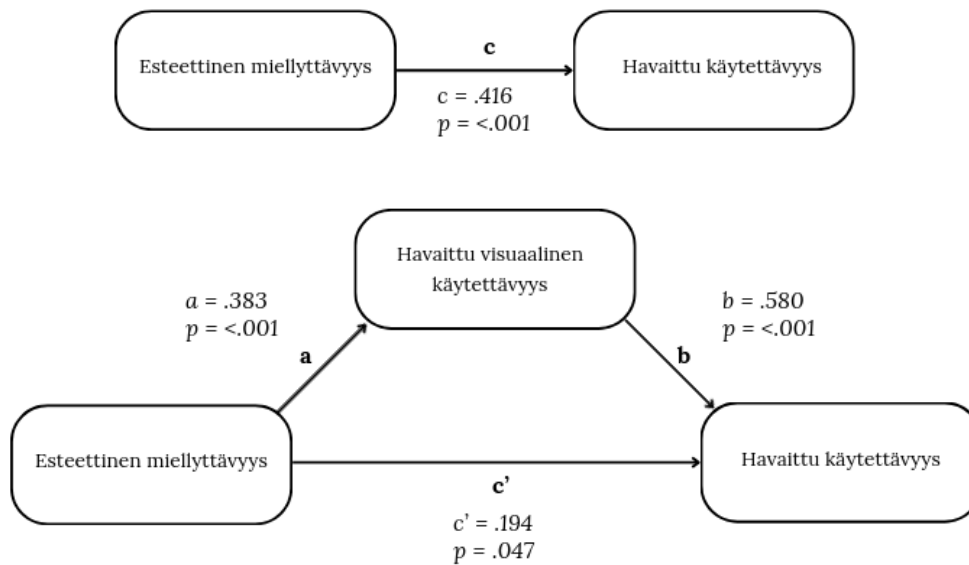 Esteettinen miellyttävyys
c
Havaittu käytettävyys
c = .416
p = <.001
Havaittu visuaalinen
käytettävyys
a = .383
p = <.001
b = .580
p = <.001
a
b
Esteettinen miellyttävyys
Havaittu käytettävyys
c’
c’ = .194
p = .047